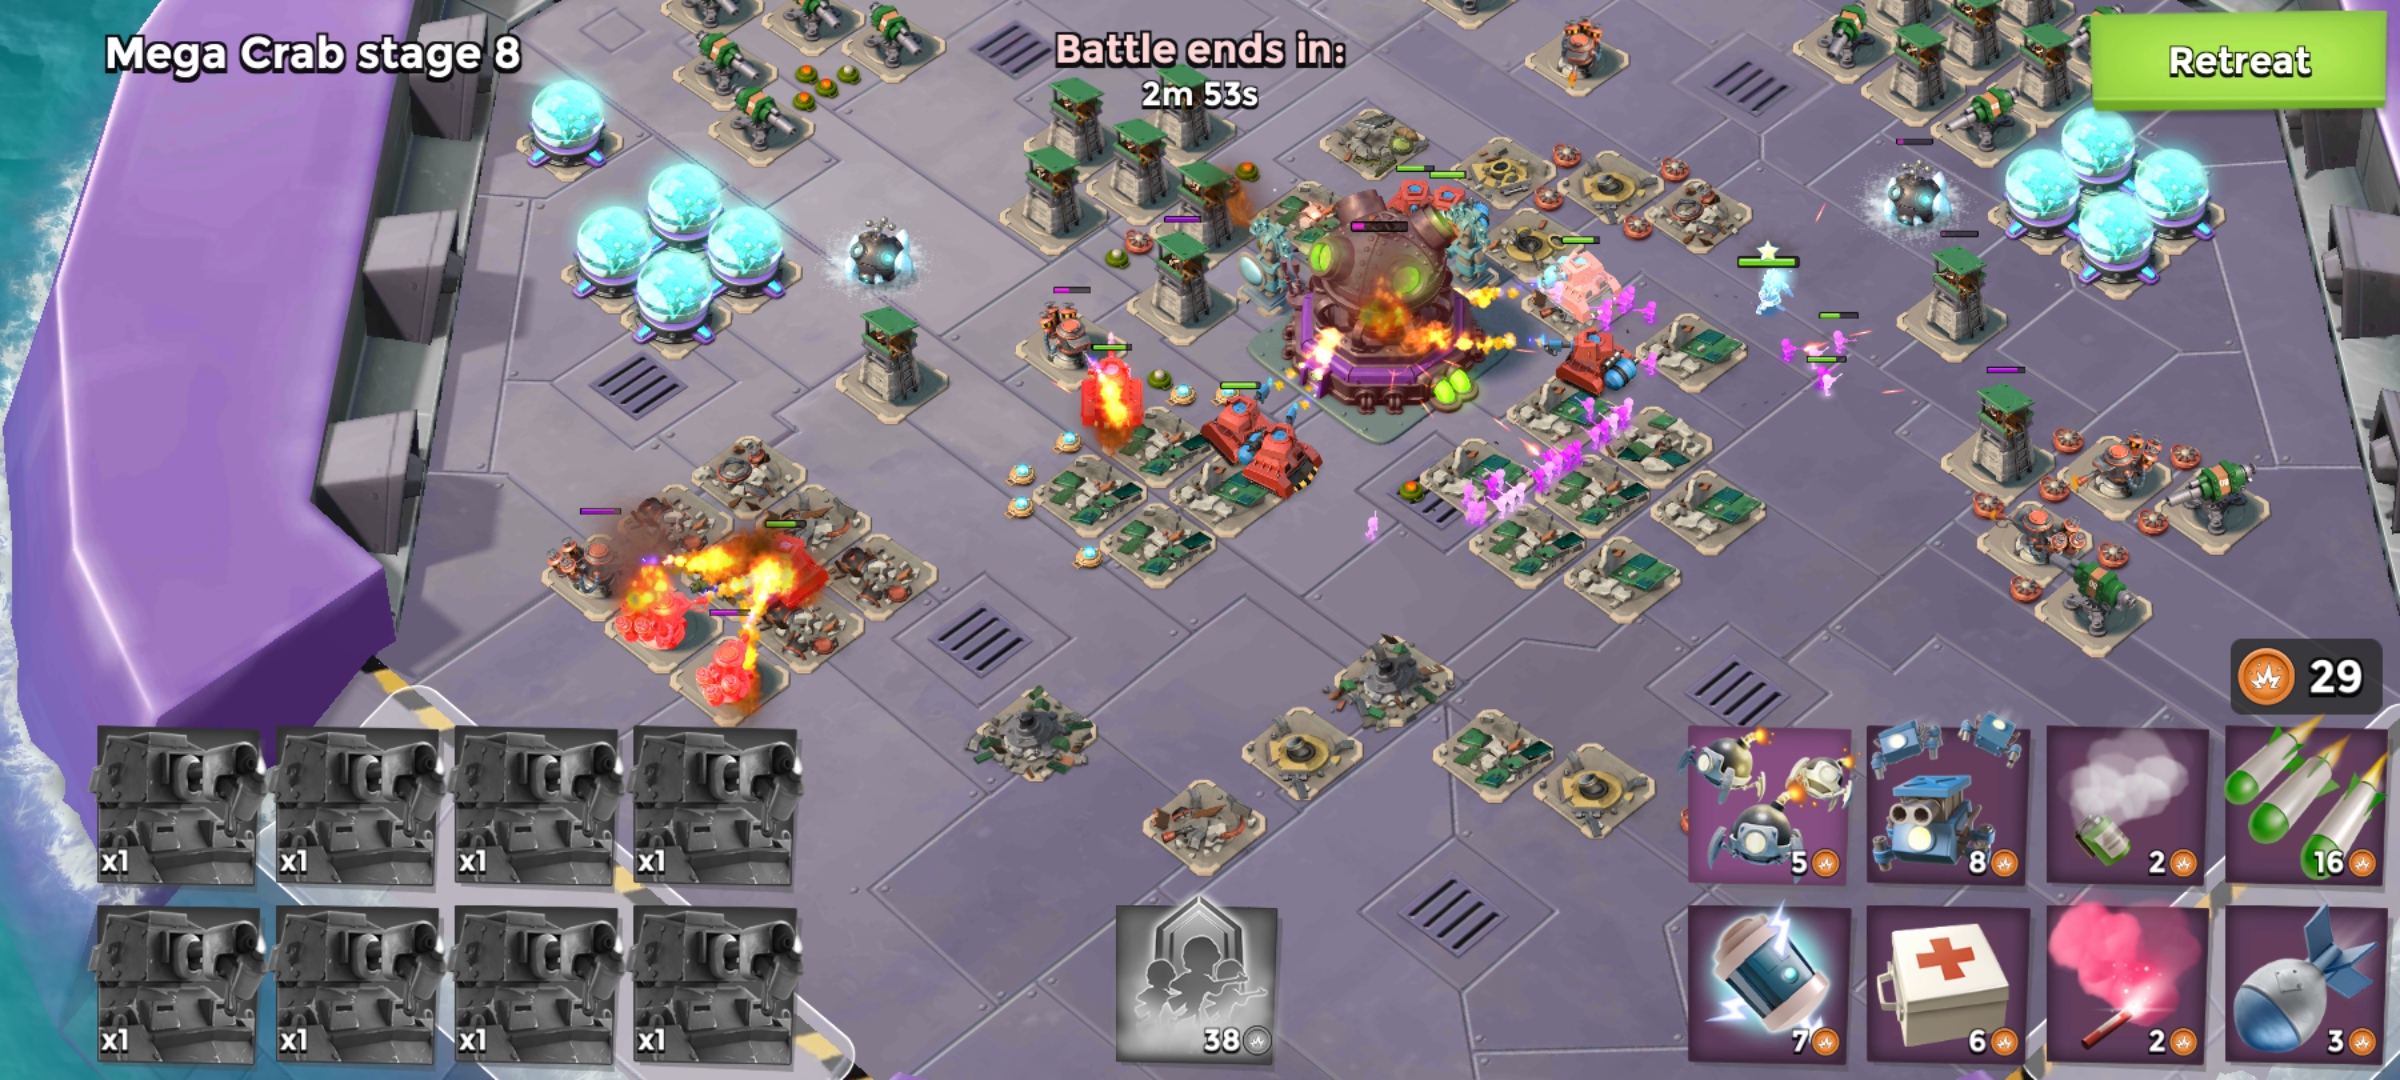 Mega Crab stage 8
Battle ends in:
2m 53s
Retreat
29
x1
x1
x1
x1
5
8
2
16
x1
x1
x1
x1
38
7
6
2
3